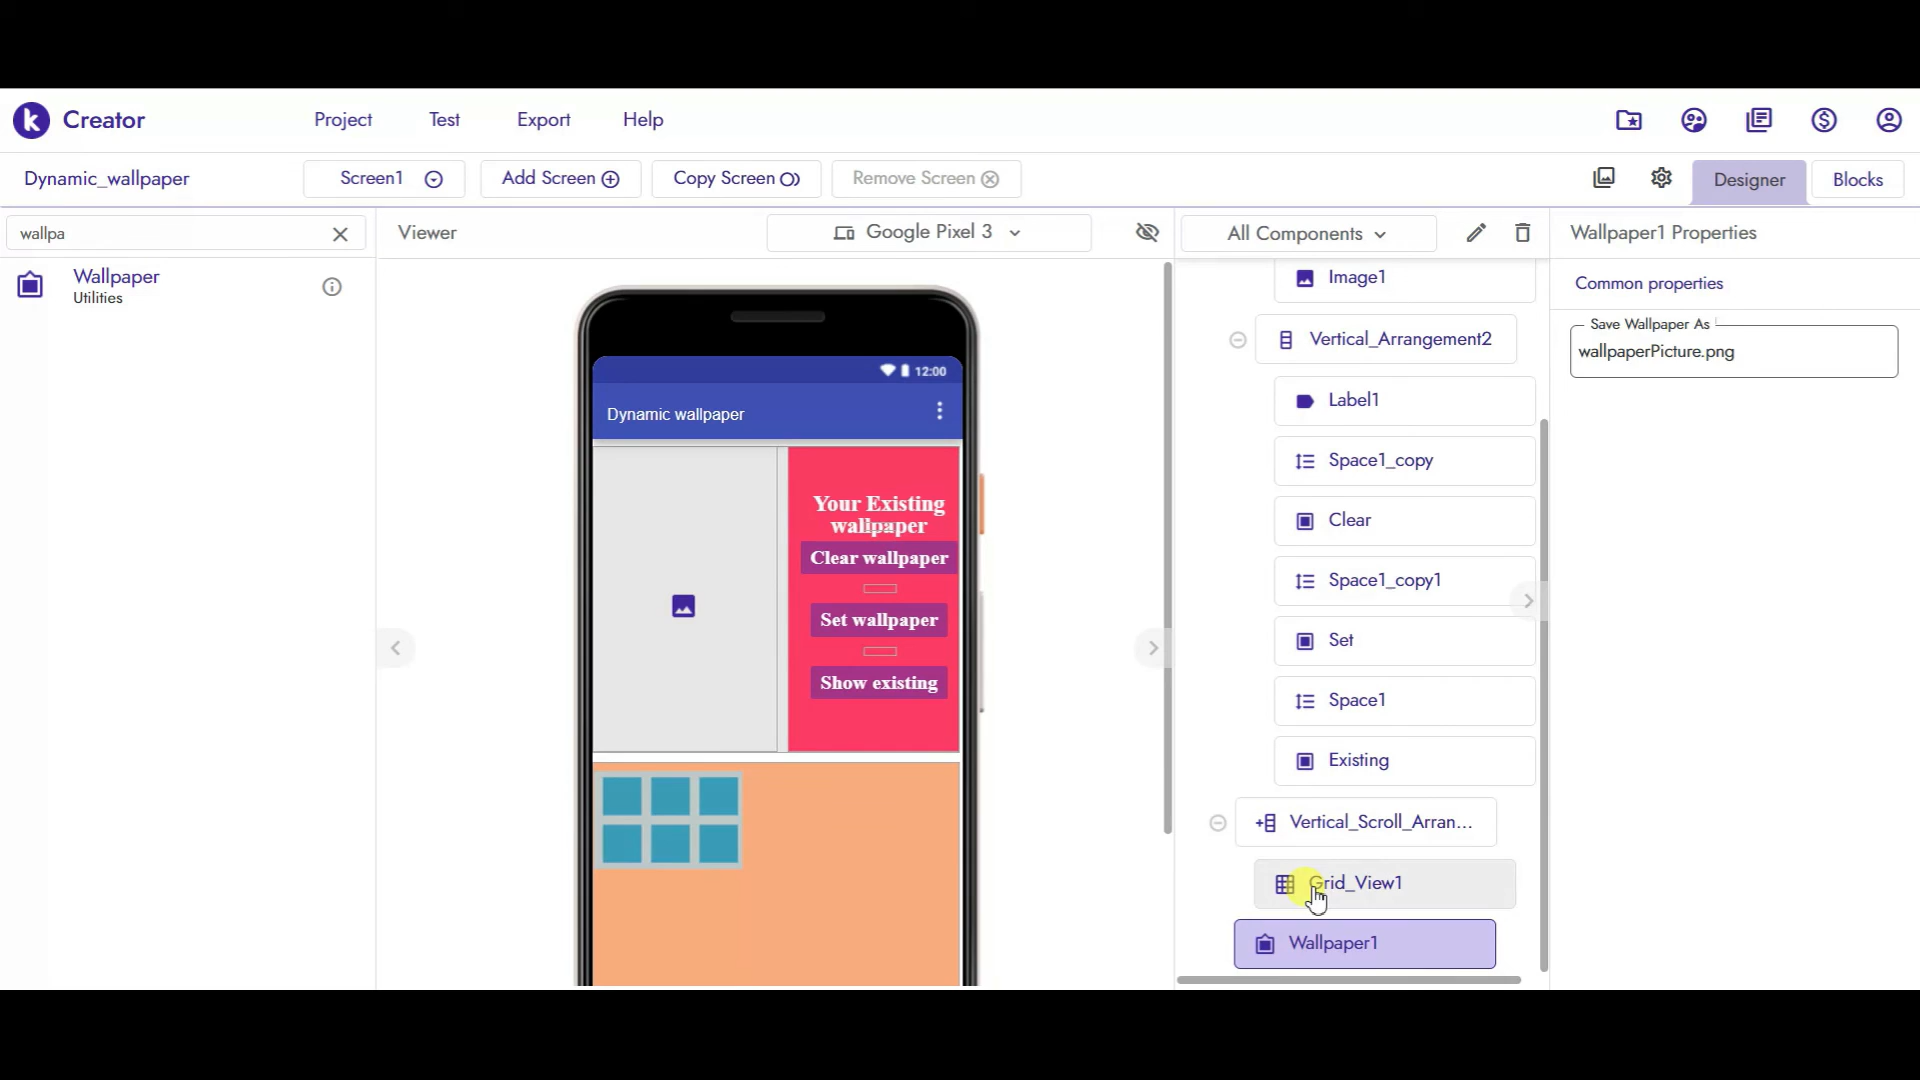 k Creator
Project
Test
Export
Help
Dynamic_wallpaper
Screen1
Add Screen
Copy Screen
Remove Screen
Designer
Blocks
wallpa
Viewer
Google Pixel 3
All Components
Wallpaper1 Properties
Wallpaper
Utilities
Image1
Common properties
Vertical_Arrangement2
Save Wallpaper As
wallpaperPicture.png
12:00
Dynamic wallpaper
Label1
Space1_copy
Your Existing
wallpaper
Clear wallpaper
Set wallpaper
Show existing
Clear
Space1_copy1
Set
Space1
Existing
Vertical_Scroll_Arran...
Grid_View1
Wallpaper1